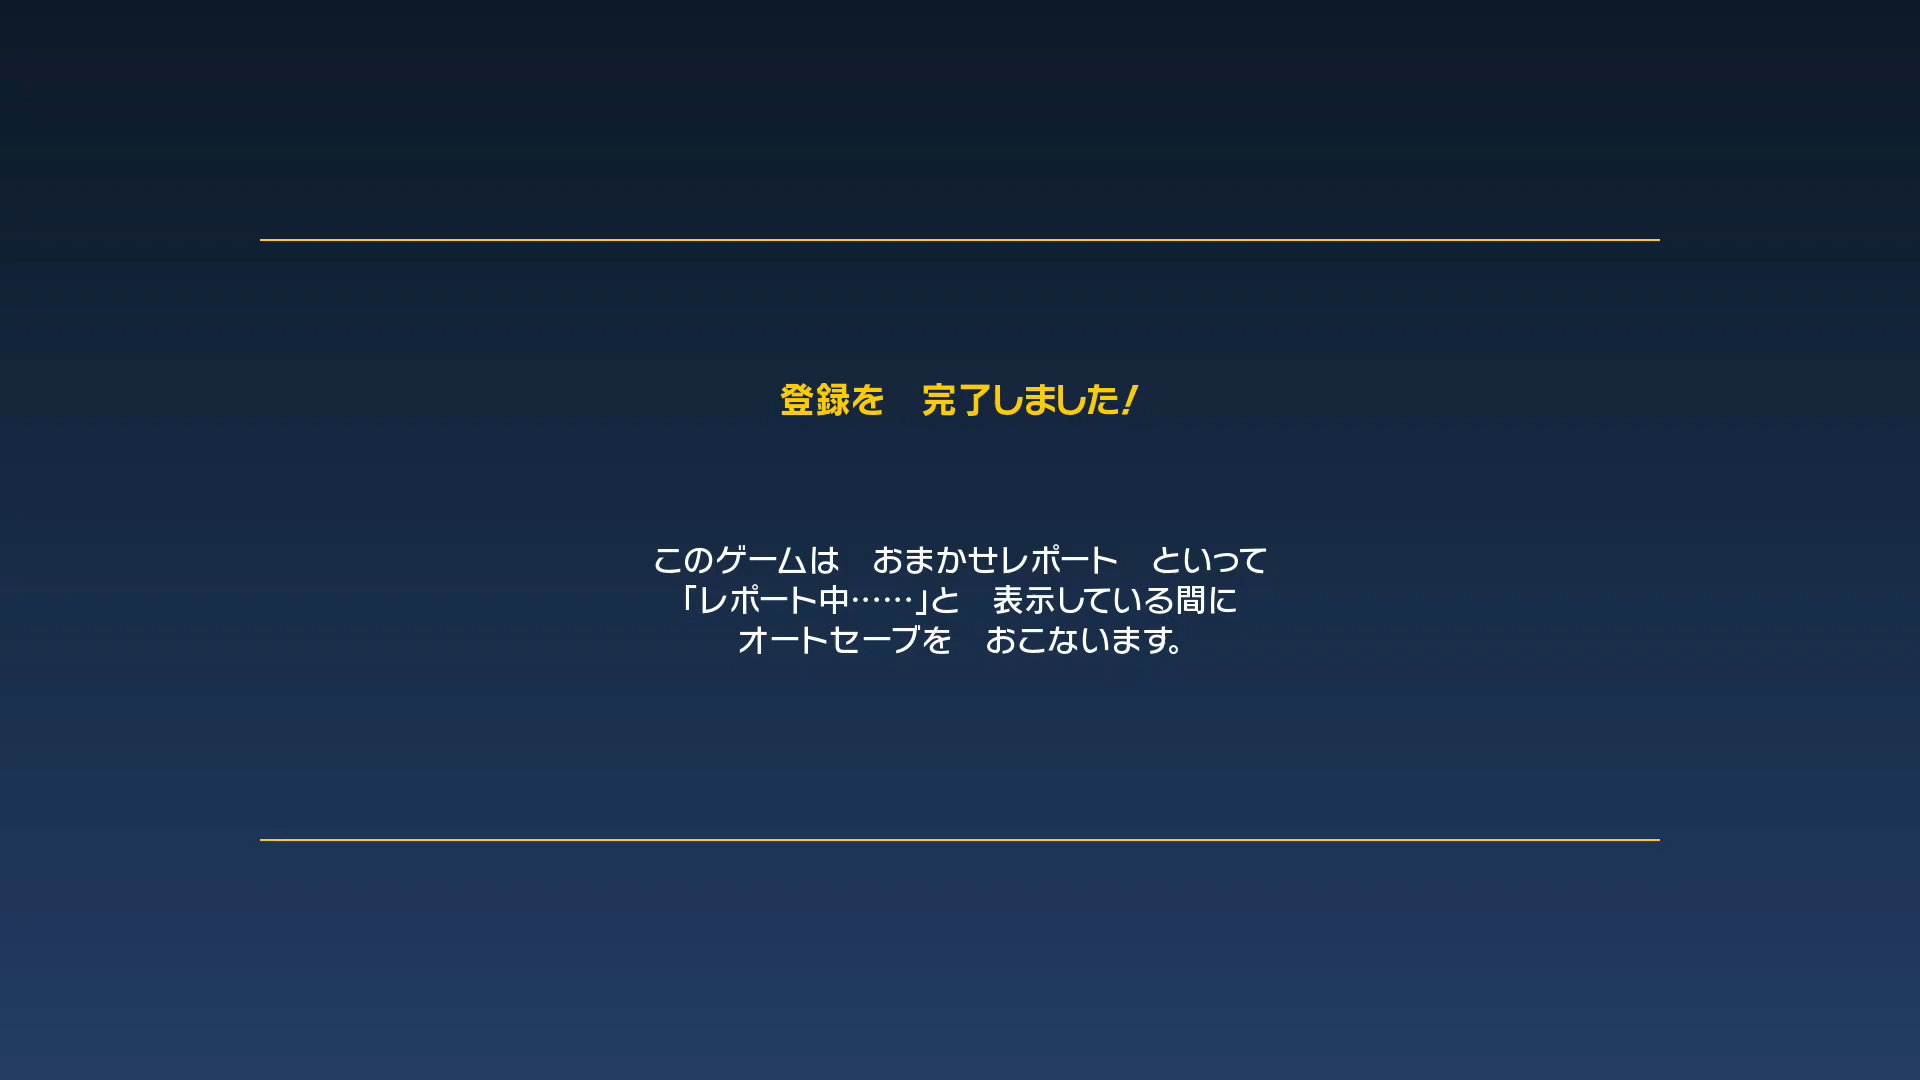 登録を　完了しました!
このゲームは　おまかせレポート　といって
「レポート中……」と　表示している間に
オートセーブを　おこないます。